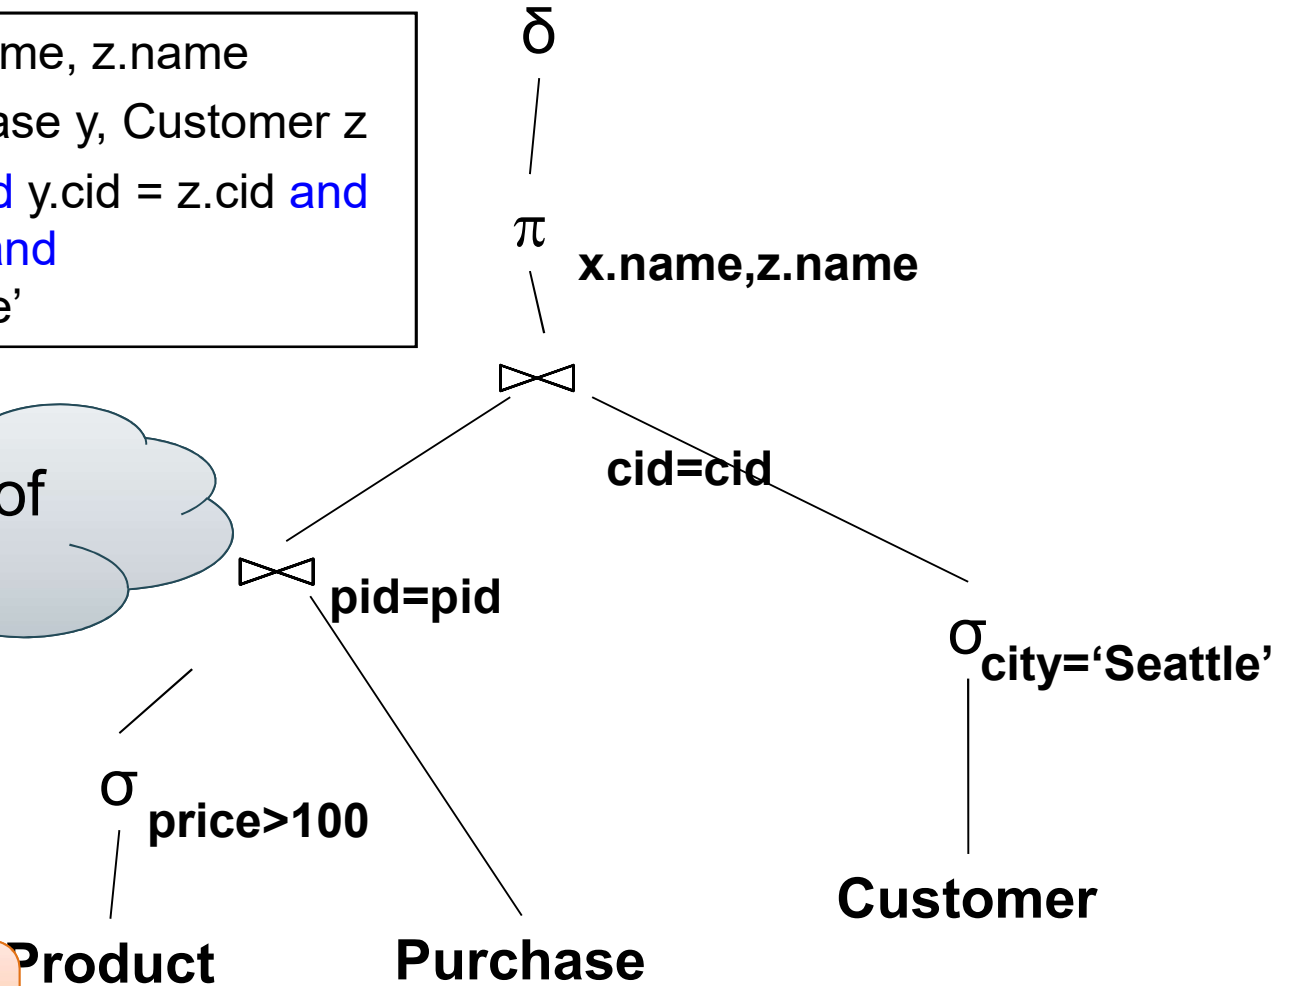 me, z.name
ase y, Customer z
d y.cid = z.cid and
and
e’
of
δ
π
x.name,z.name
cid=cid
pid=pid
σ
city=‘Seattle’
σ
price>100
Customer
Product
Purchase